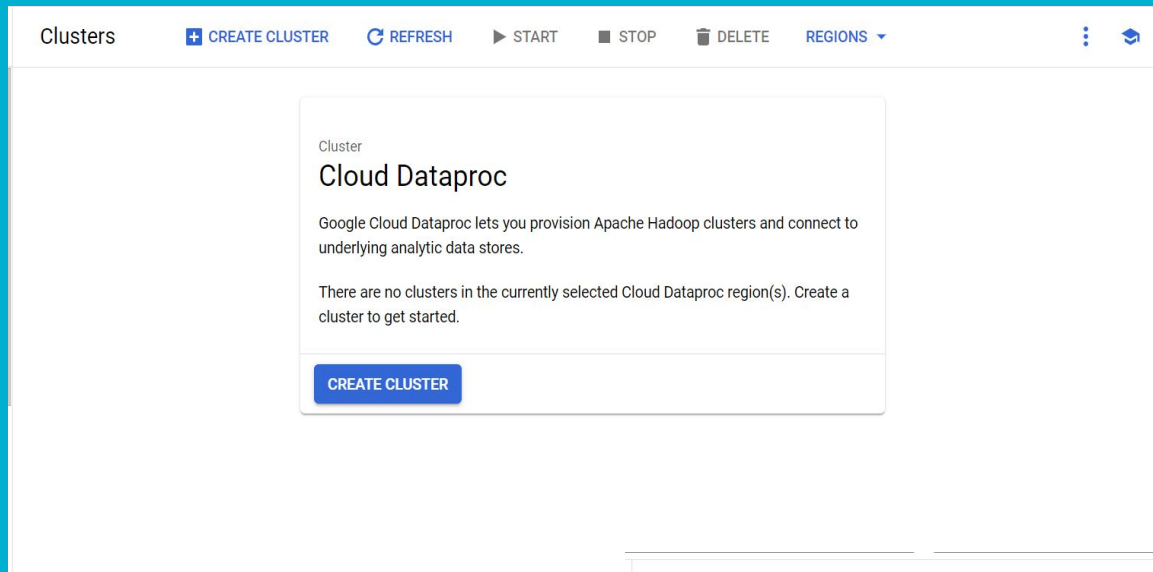 Clusters CREATE CLUSTER REFRESH START STOP DELETE REGIONS
Cluster
Cloud Dataproc
Google Cloud Dataproc lets you provision Apache Hadoop clusters and connect to
underlying analytic data stores.
There are no clusters in the currently selected Cloud Dataproc region(s). Create a
cluster to get started.
CREATE CLUSTER